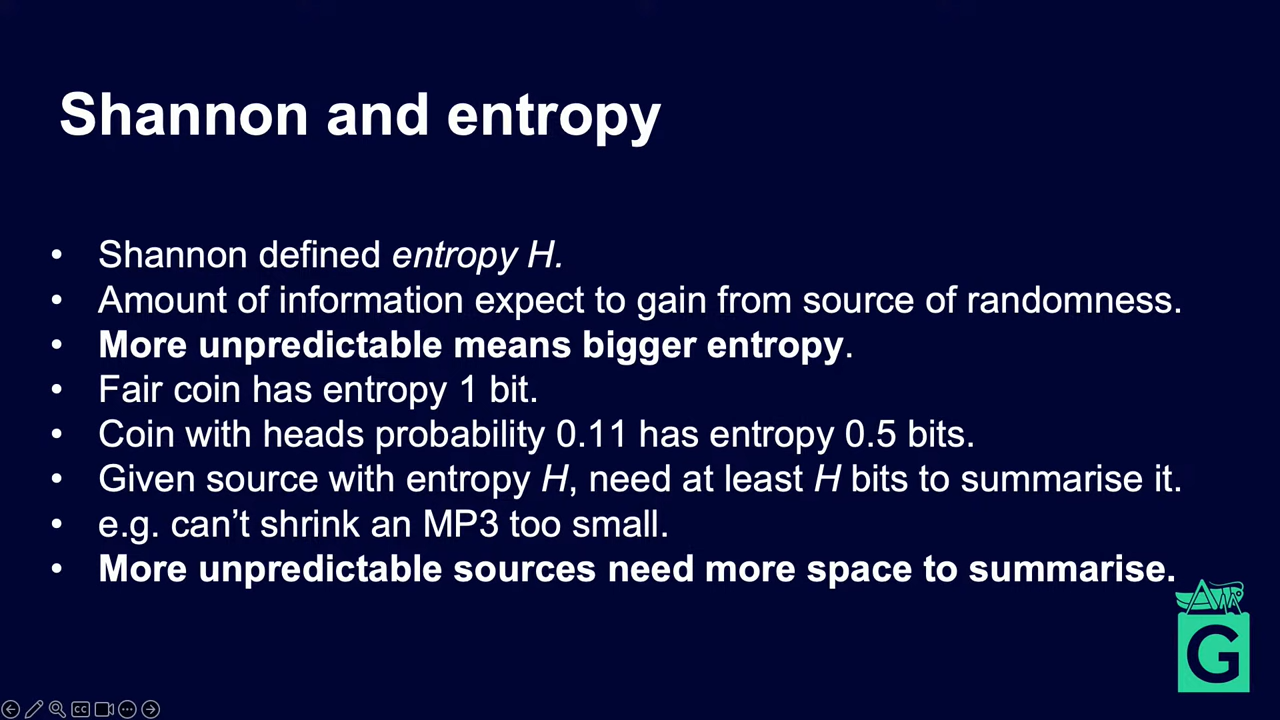 Shannon and entropy
• Shannon defined entropy H.
• Amount of information expect to gain from source of randomness.
• More unpredictable means bigger entropy.
• Fair coin has entropy 1 bit.
• Coin with heads probability 0.11 has entropy 0.5 bits.
• Given source with entropy H, need at least H bits to summarise it.
• e.g. can’t shrink an MP3 too small.
• More unpredictable sources need more space to summarise.
G
CC